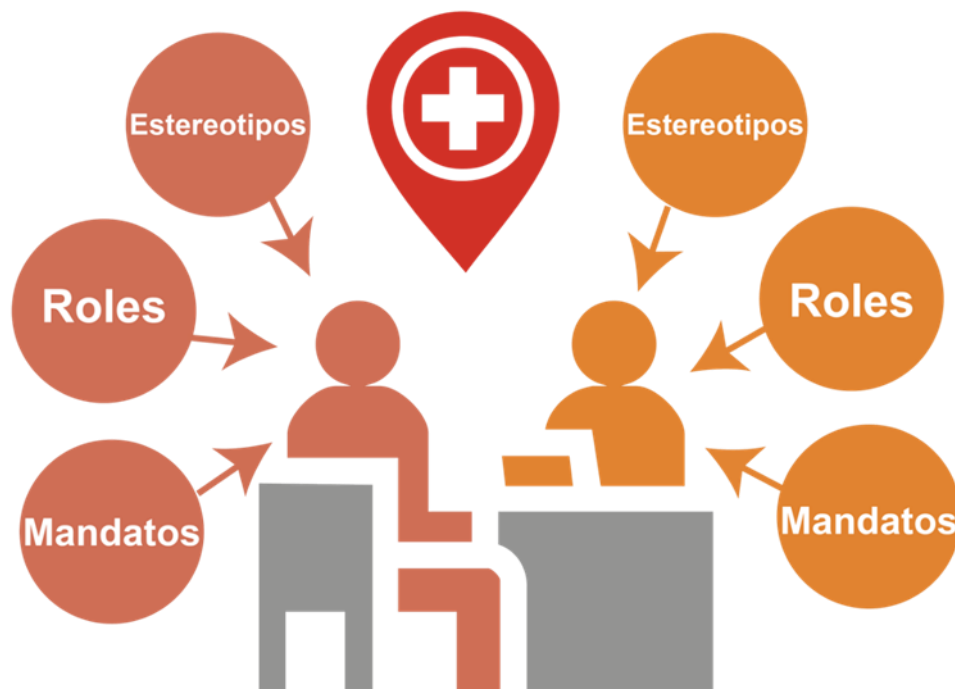 Estereotipos
Roles
Mandatos
Estereotipos
Roles
Mandatos